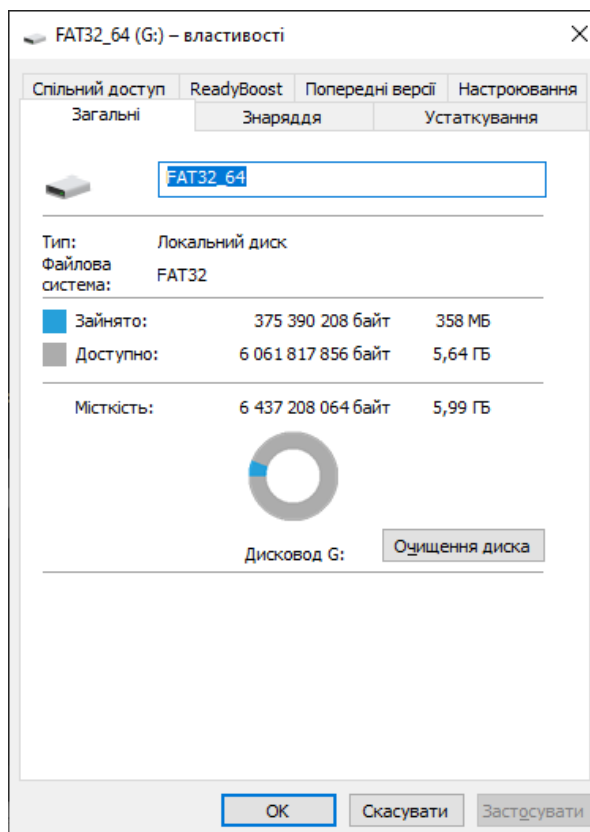 FAT32_64 (G:) – властивості
Спільний доступ ReadyBoost Попередні версії Настроювання
Загальні Знаряддя Устаткування
FAT32_64
Тип: Локальний диск
Файлова система: FAT32
Зайнято: 375 390 208 байт 358 МБ
Доступно: 6 061 817 856 байт 5,64 ГБ
Місткість: 6 437 208 064 байт 5,99 ГБ
Дисковод G: Очищення диска
ОК Скасувати Застосувати